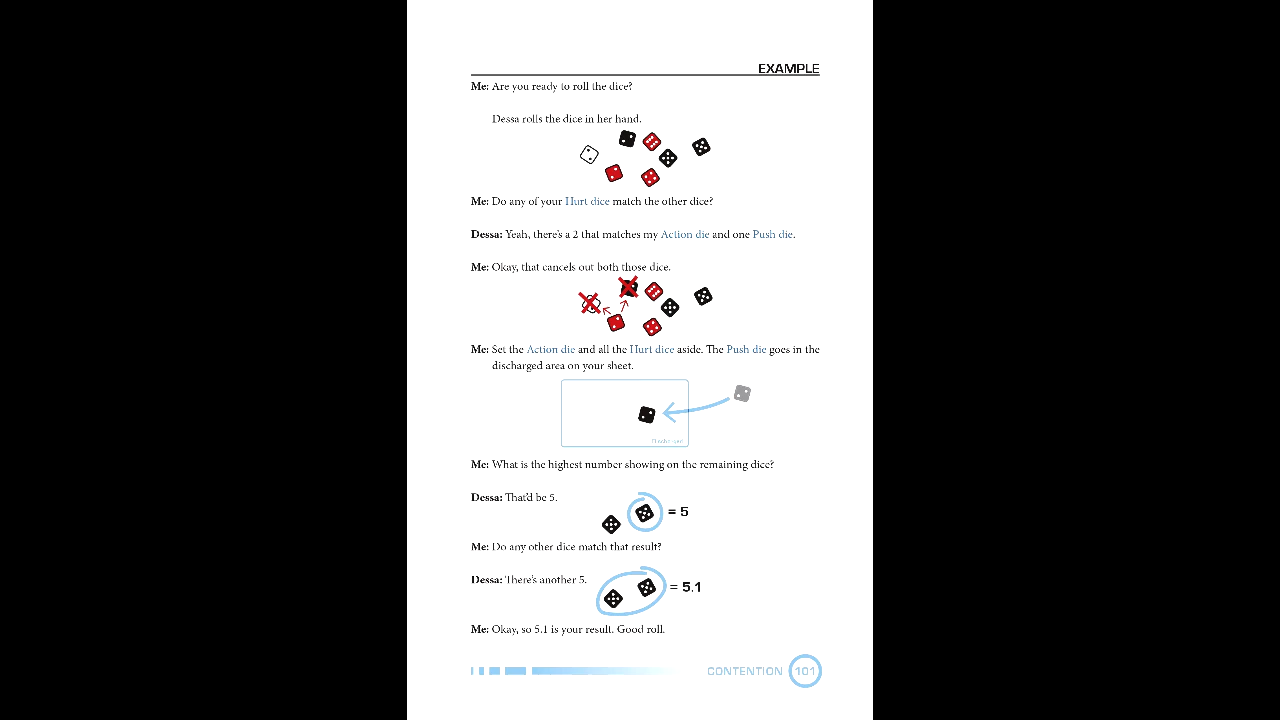 EXAMPLE
Me: Are you ready to roll the dice?
Dessa rolls the dice in her hand.
Me: Do any of your Hurt dice match the other dice?
Dessa: Yeah, there's a 2 that matches my Action die and one Push die.
Me: Okay, that cancels out both those dice.
Me: Set the Action die and all the Hurt dice aside. The Push die goes in the
discharged area on your sheet.
Discharged
Me: What is the highest number showing on the remaining dice?
Dessa: That'd be 5.
= 5
Me: Do any other dice match that result?
Dessa: There's another 5.
= 5.1
Me: Okay, so 5.1 is your result. Good roll.
CONTENTION 101